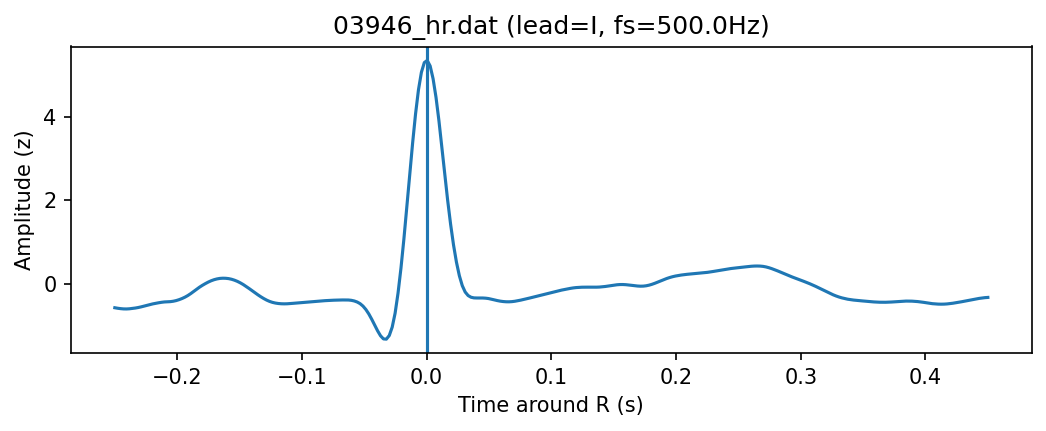 03946_hr.dat (lead=I, fs=500.0Hz)
Amplitude (z)
4
2
0
−0.2 −0.1 0.0 0.1 0.2 0.3 0.4
Time around R (s)